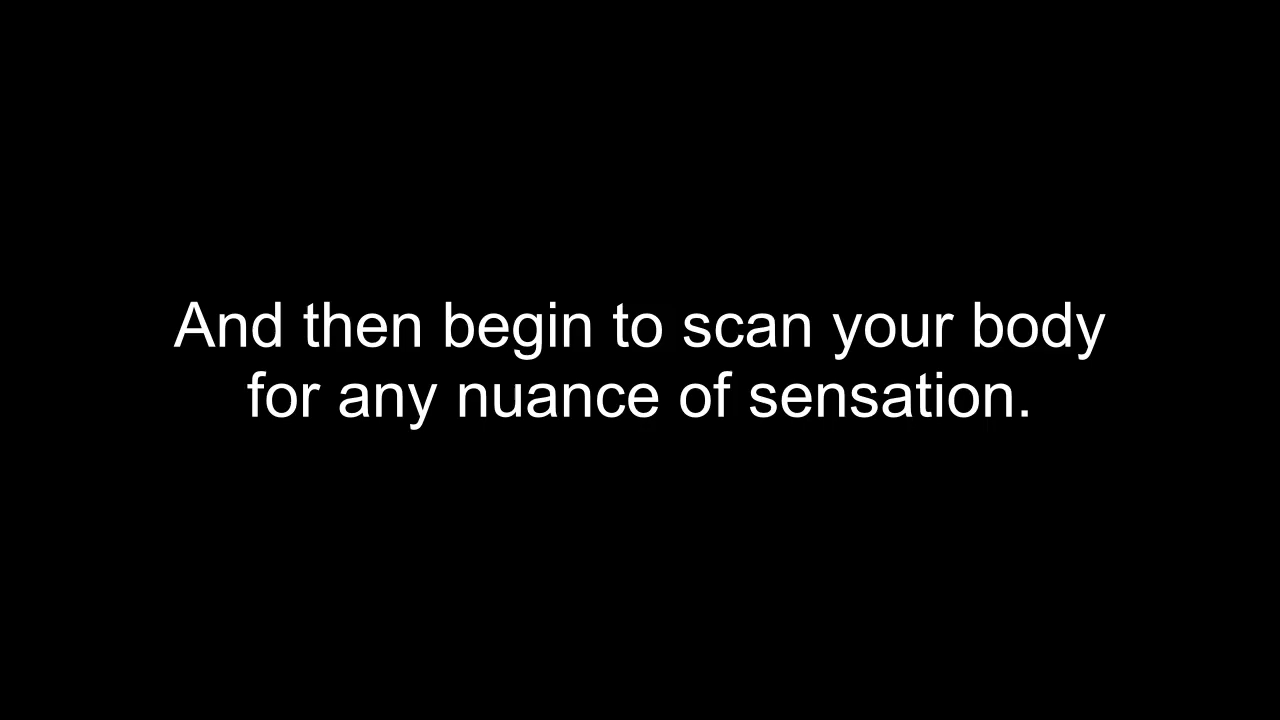 And then begin to scan your body
for any nuance of sensation.